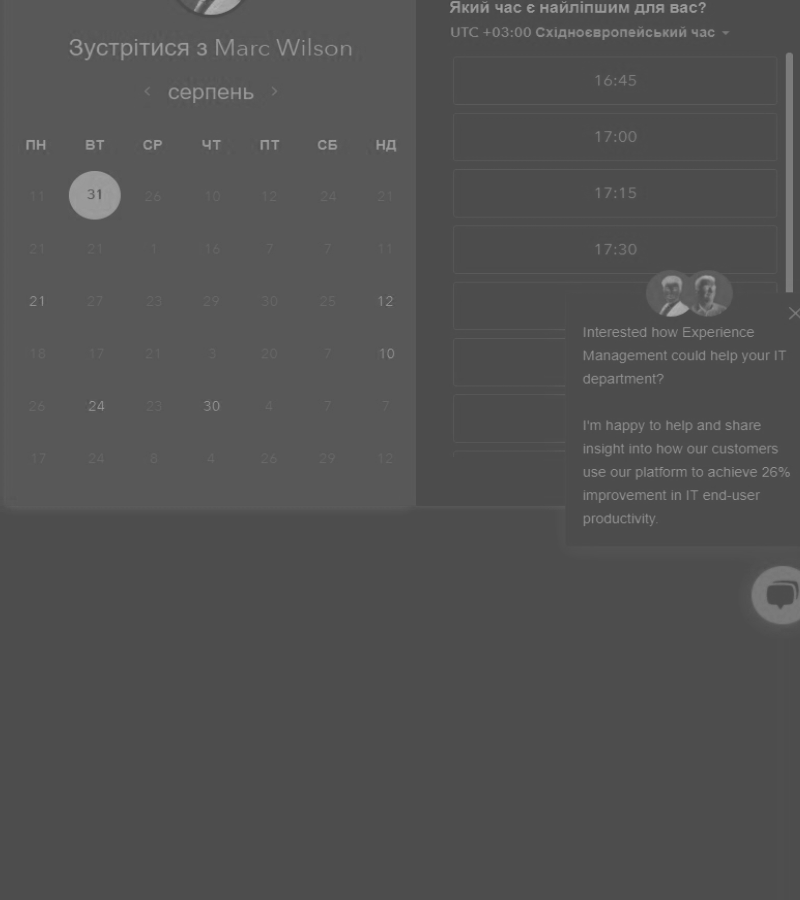 Зустрітися з Marc Wilson
серпень
ПН ВТ СР ЧТ ПТ СБ НД
11 31 26 10 12 24 21
21 21 1 16 7 7 11
21 27 23 29 30 25 12
18 17 21 3 20 7 10
26 24 23 30 4 7 7
17 24 8 4 26 29 12
Який час є найліпшим для вас?
UTC +03:00 Східноєвропейський час
16:45
17:00
17:15
17:30
Interested how Experience
Management could help your IT
department?
I'm happy to help and share
insight into how our customers
use our platform to achieve 26%
improvement in IT end-user
productivity.